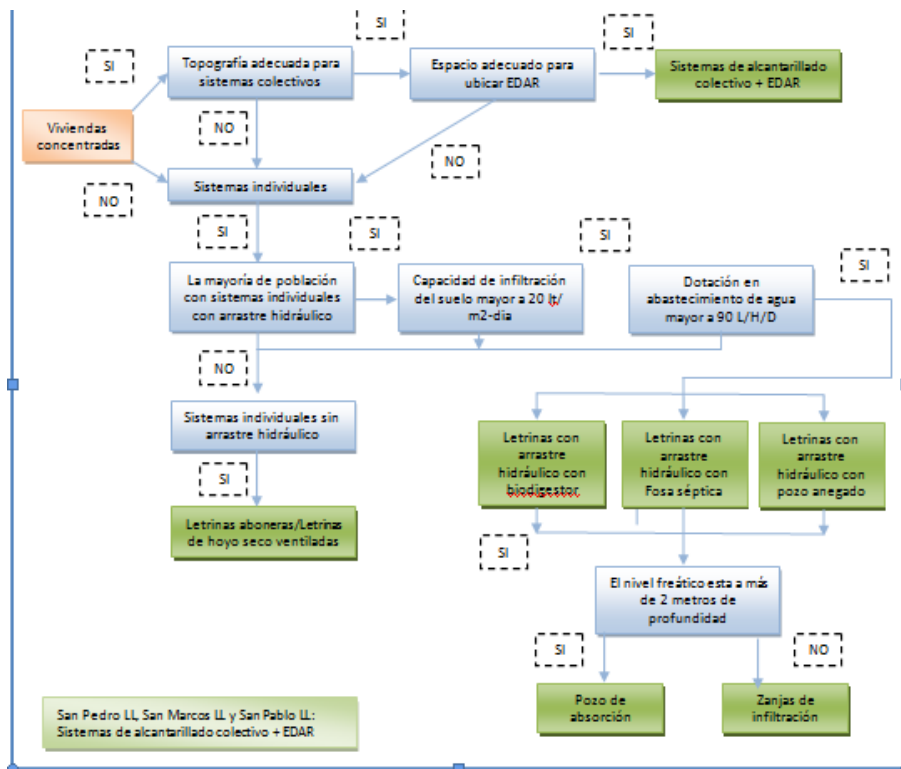 SI
SI
SI
Topografía adecuada para
sistemas colectivos
Espacio adecuado para
ubicar EDAR
Sistemas de alcantarillado
colectivo + EDAR
Viviendas
concentradas
NO
NO
Sistemas individuales
NO
SI
SI
SI
SI
La mayoría de población
con sistemas individuales
con arrastre hidráulico
Capacidad de infiltración
del suelo mayor a 20 lt/
m2-dia
Dotación en
abastecimiento de agua
mayor a 90 L/H/D
NO
Sistemas individuales sin
arrastre hidráulico
Letrinas con
arrastre
hidráulico con
biodigestor
Letrinas con
arrastre
hidráulico con
Fosa séptica
Letrinas con
arrastre
hidráulico con
pozo anegado
SI
Letrinas aboneras/Letrinas
de hoyo seco ventiladas
SI
El nivel freático esta a más
de 2 metros de
profundidad
SI
NO
Pozo de
absorción
Zanjas de
infiltración
San Pedro LL, San Marcos LL y San Pablo LL:
Sistemas de alcantarillado colectivo + EDAR